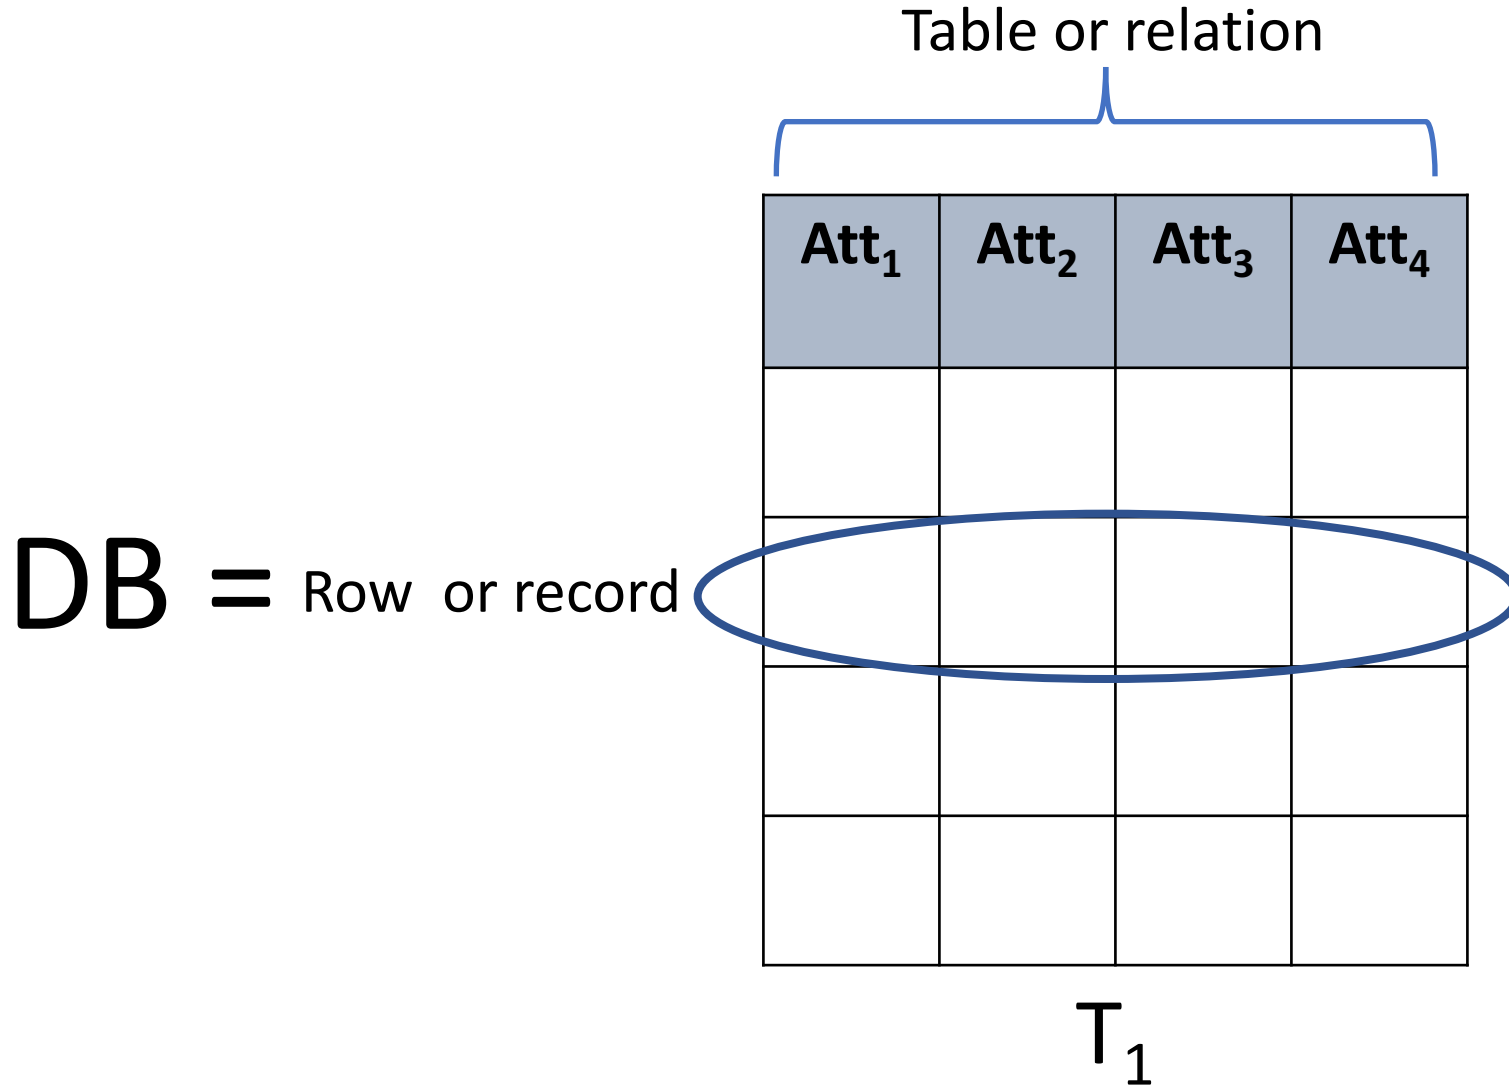 Table or relation
Att₁ Att₂ Att₃ Att₄
DB = Row or record
T₁